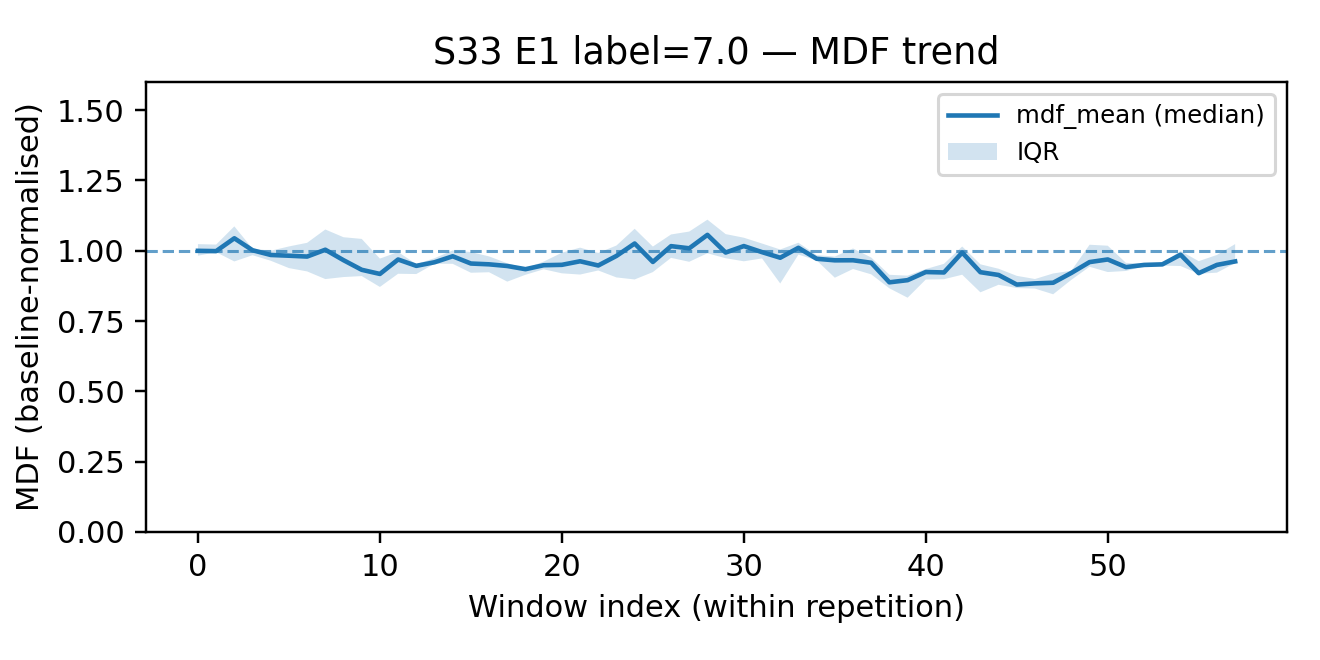 S33 E1 label=7.0 — MDF trend
mdf_mean (median)
IQR
MDF (baseline-normalised)
1.50
1.25
1.00
0.75
0.50
0.25
0.00
0 10 20 30 40 50
Window index (within repetition)